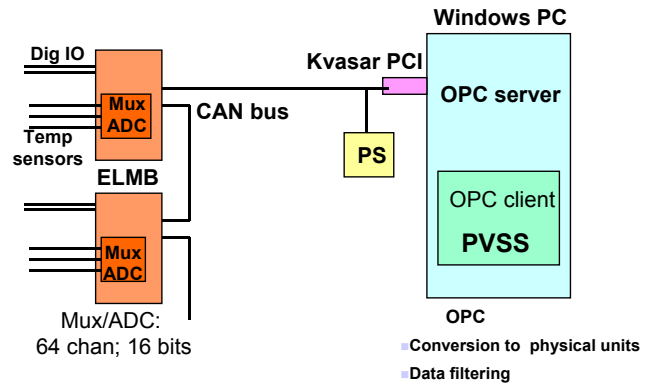 Windows PC
Dig IO
Kvasar PCI
Mux
ADC
CAN bus
OPC server
Temp
sensors
PS
ELMB
OPC client
PVSS
Mux
ADC
Mux/ADC:
64 chan; 16 bits
OPC
Conversion to physical units
Data filtering